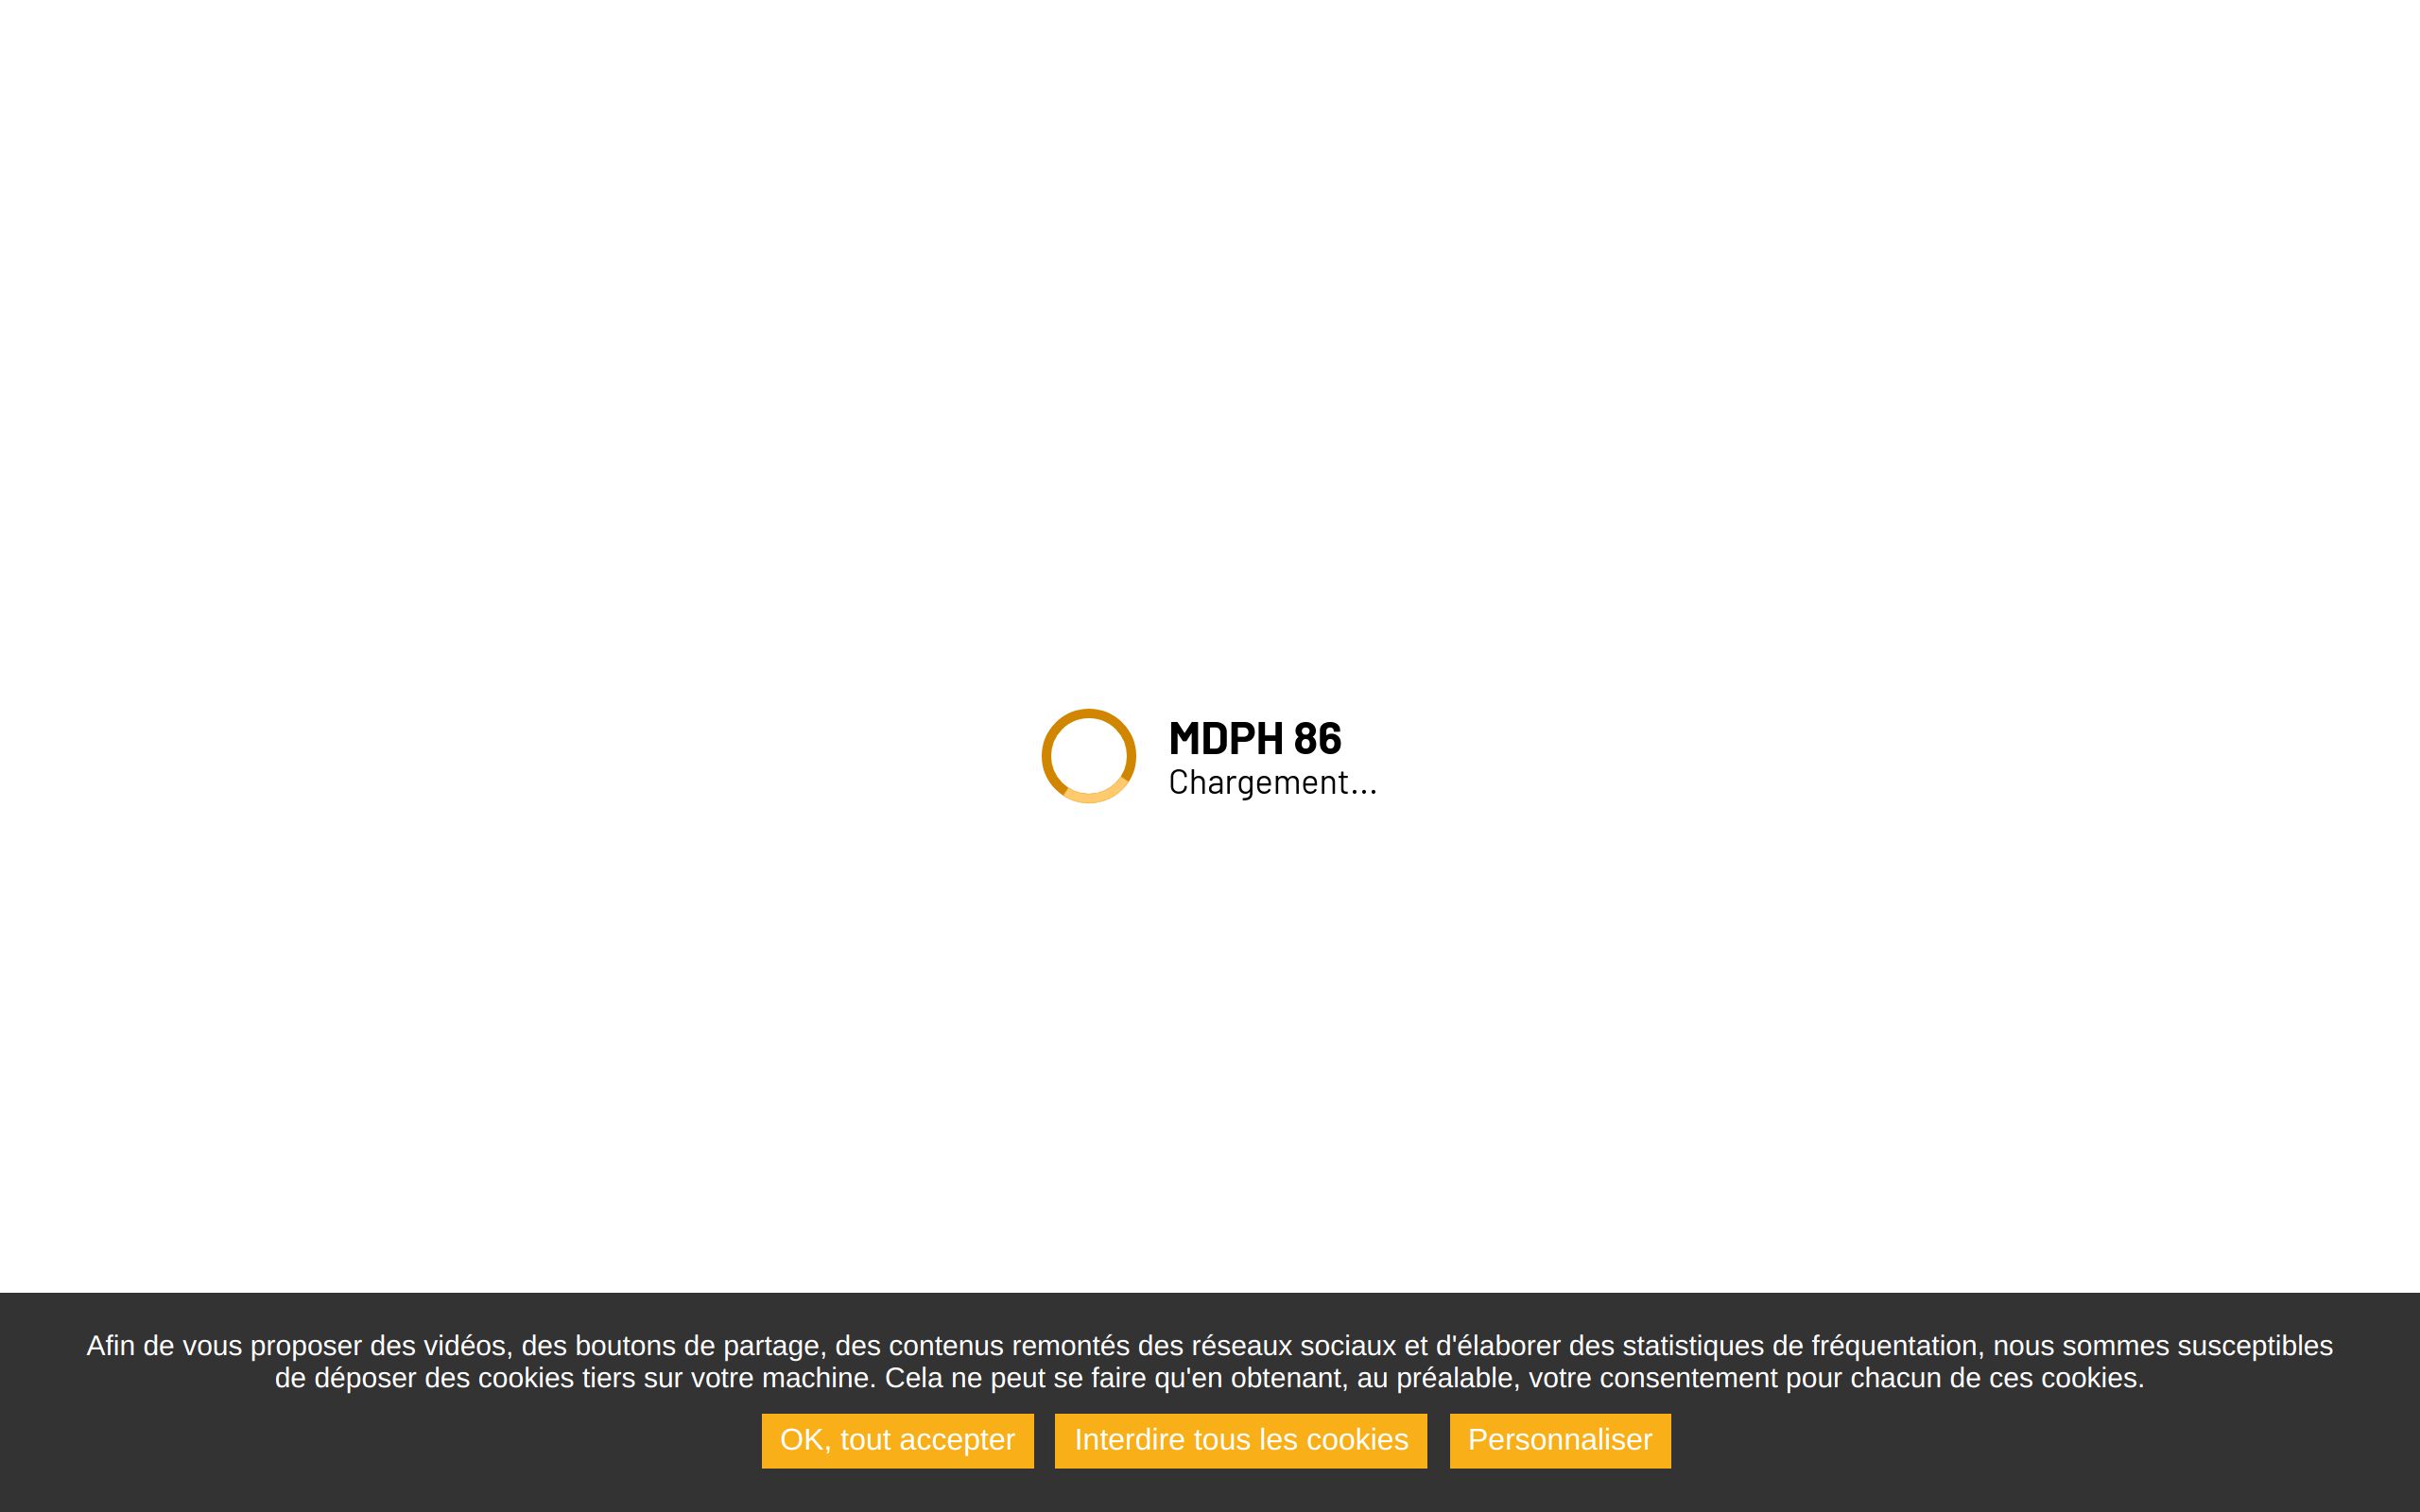 MDPH 86
Chargement...
Afin de vous proposer des vidéos, des boutons de partage, des contenus remontés des réseaux sociaux et d'élaborer des statistiques de fréquentation, nous sommes susceptibles
de déposer des cookies tiers sur votre machine. Cela ne peut se faire qu'en obtenant, au préalable, votre consentement pour chacun de ces cookies.
OK, tout accepter
Interdire tous les cookies
Personnaliser